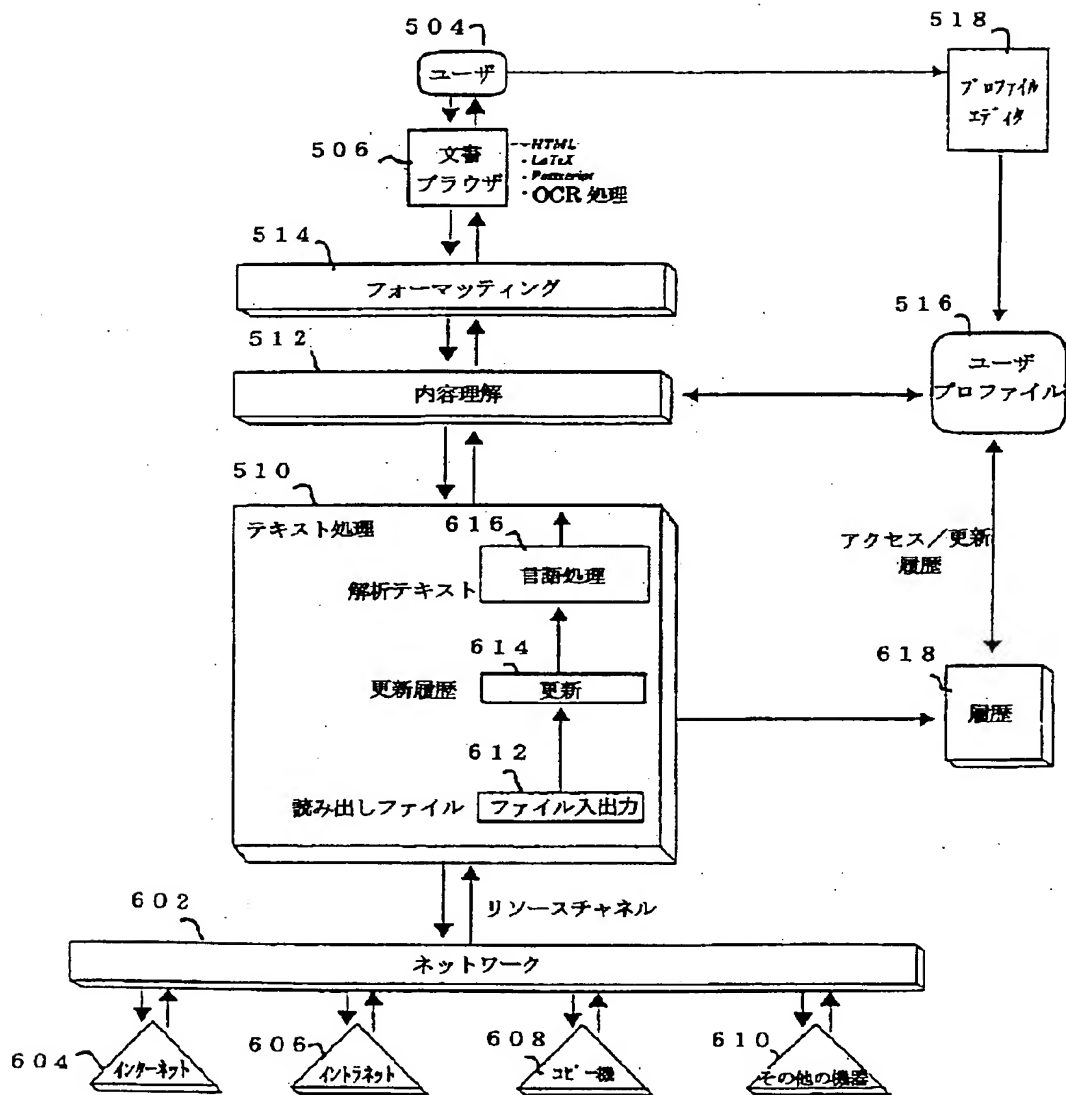 ５０４
５１８
ユーザ
プロファイル
エディタ
５０６
文書
ブラウザ
-HTML
・LaTeX
・Postscript
・OCR 処理
５１４
フォーマッティング
５１２
内容理解
５１６
ユーザ
プロファイル
５１０
テキスト処理
６１６
言語処理
解析テキスト
アクセス／更新
履歴
６１４
更新履歴
更新
６１８
履歴
６１２
読み出しファイル
ファイル入出力
リソースチャネル
６０２
ネットワーク
６０４
インターネット
６０６
イントラネット
６０８
コピー機
６１０
その他の機器